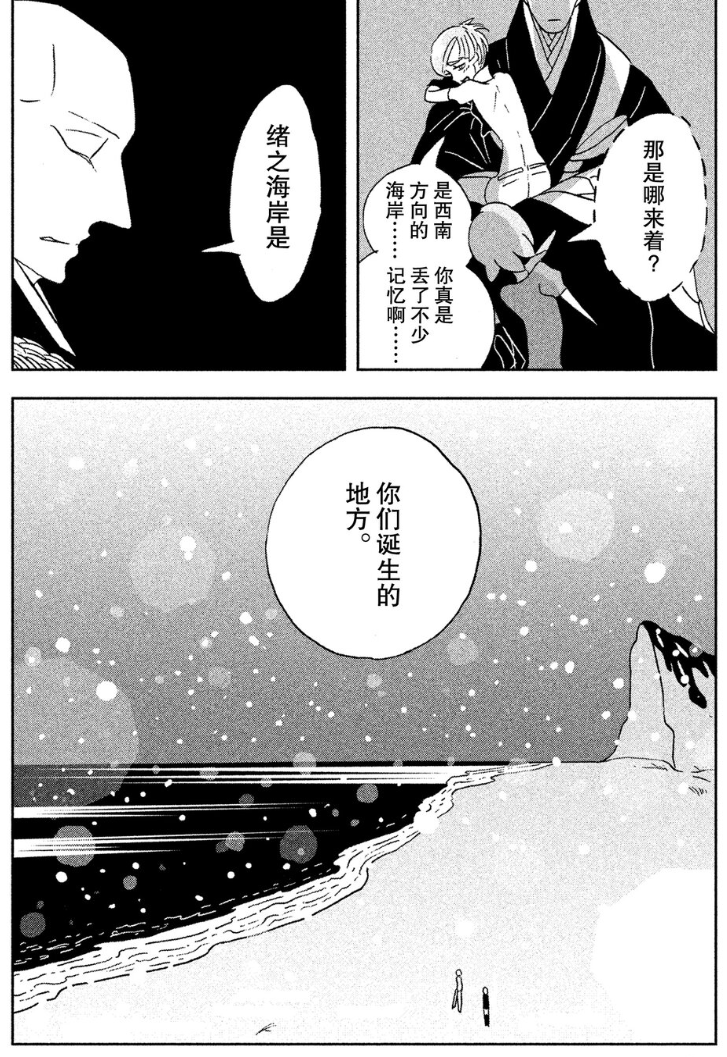 那是哪来着？
是西南
方向的
海岸……
你真是
丢了不少
记忆啊……
绪之海岸是
你们诞生的
地方。